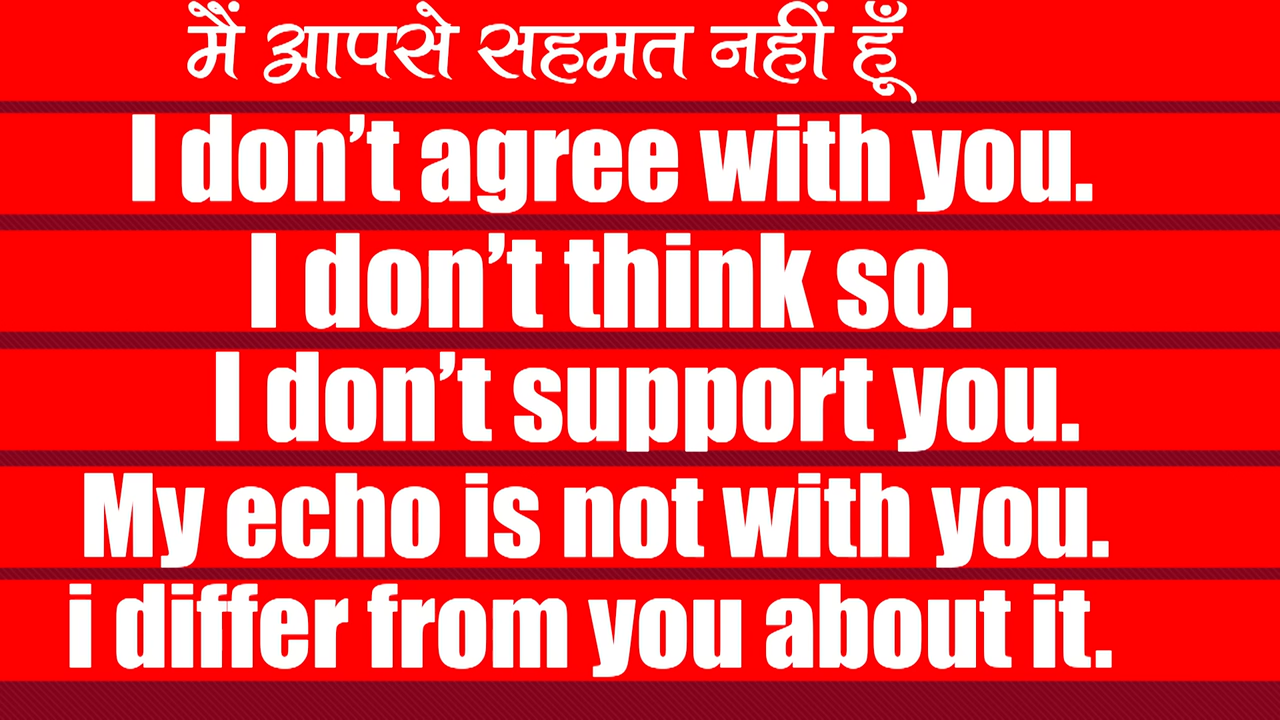 मैं आपसे सहमत नहीं हूँ
I don’t agree with you.
I don’t think so.
I don’t support you.
My echo is not with you.
i differ from you about it.